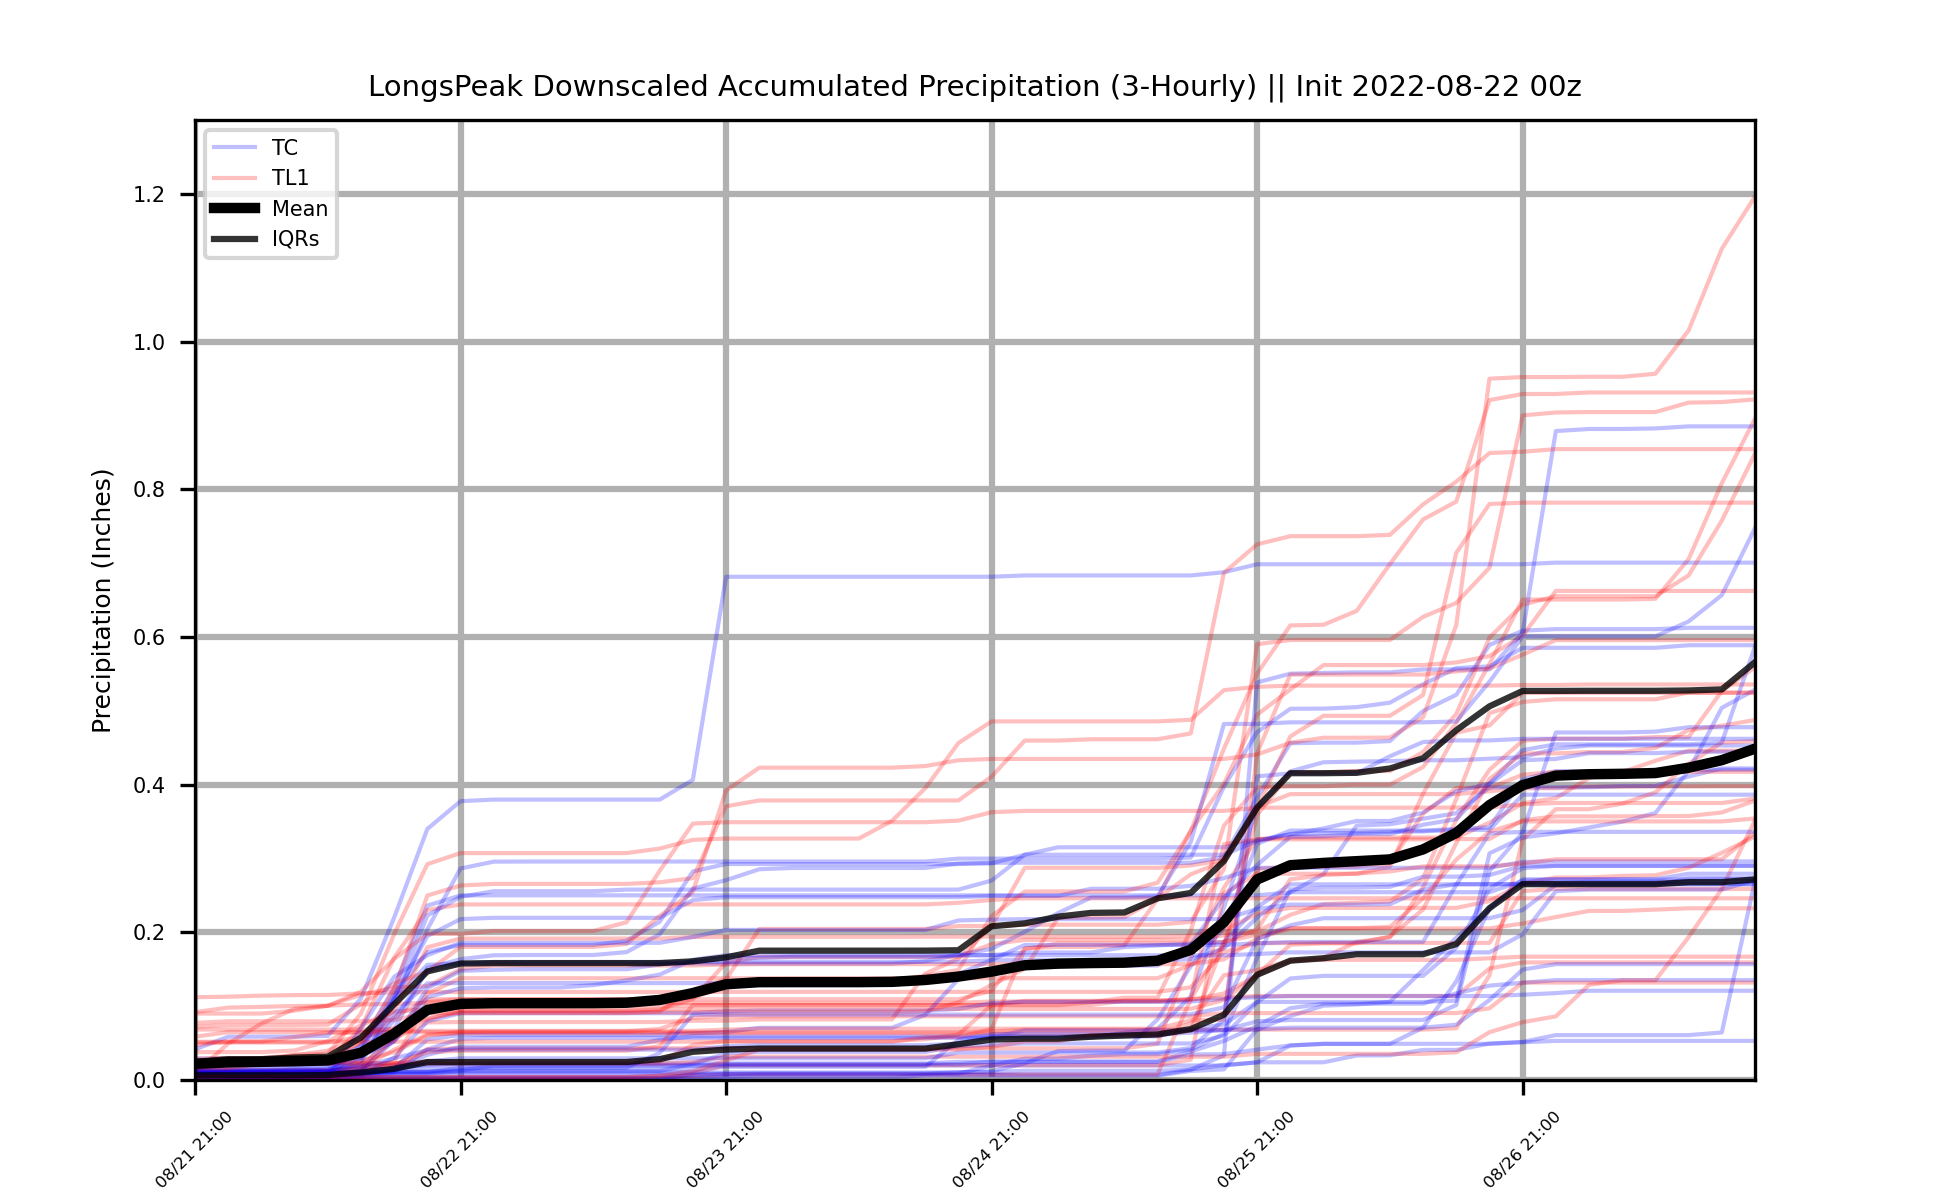 LongsPeak Downscaled Accumulated Precipitation (3-Hourly) || Init 2022-08-22 00z
TC
TL1
Mean
IQRs
Precipitation (Inches)
1.2
1.0
0.8
0.6
0.4
0.2
0.0
08/21 21:00
08/22 21:00
08/23 21:00
08/24 21:00
08/25 21:00
08/26 21:00